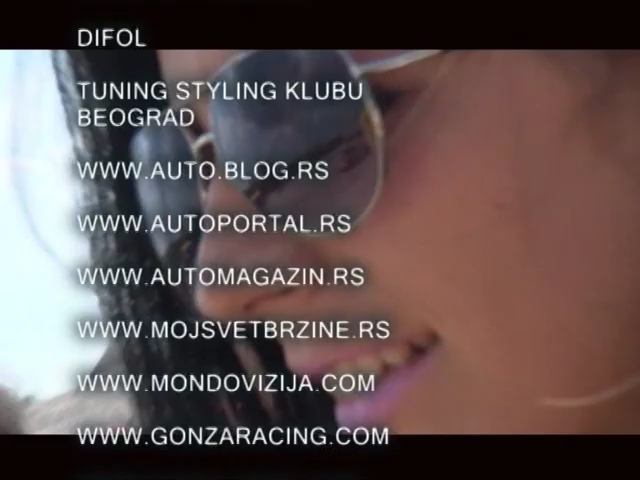 DIFOL
TUNING STYLING KLUBU
BEOGRAD
WWW.AUTO.BLOG.RS
WWW.AUTOPORTAL.RS
WWW.AUTOMAGAZIN.RS
WWW.MOJSVETBRZINE.RS
WWW.MONDOVIZIJA.COM
WWW.GONZARACING.COM